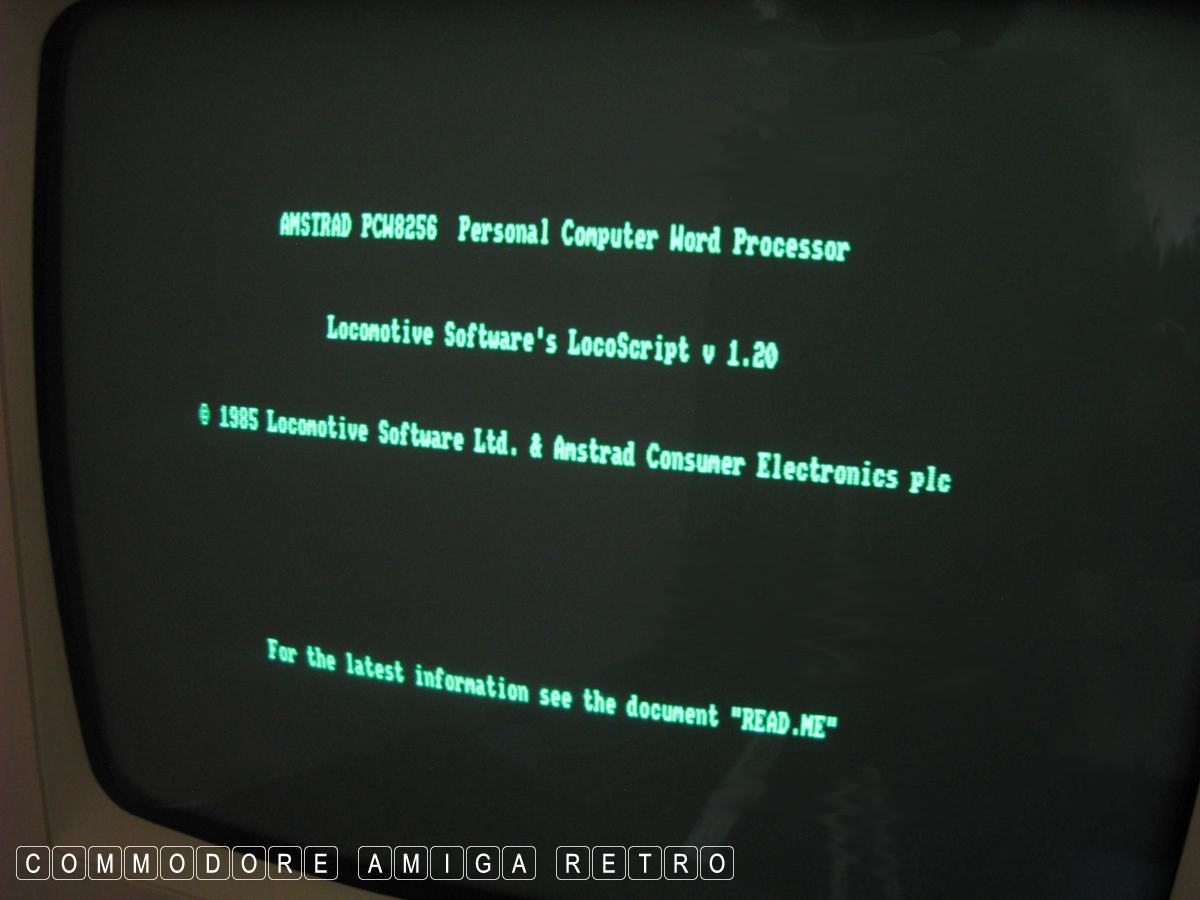 AMSTRAD PCW8256 Personal Computer Word Processor
Locomotive Software's LocoScript v 1.20
© 1985 Locomotive Software Ltd. & Amstrad Consumer Electronics plc
For the latest information see the document "READ.ME"
COMMODORE AMIGA RETRO